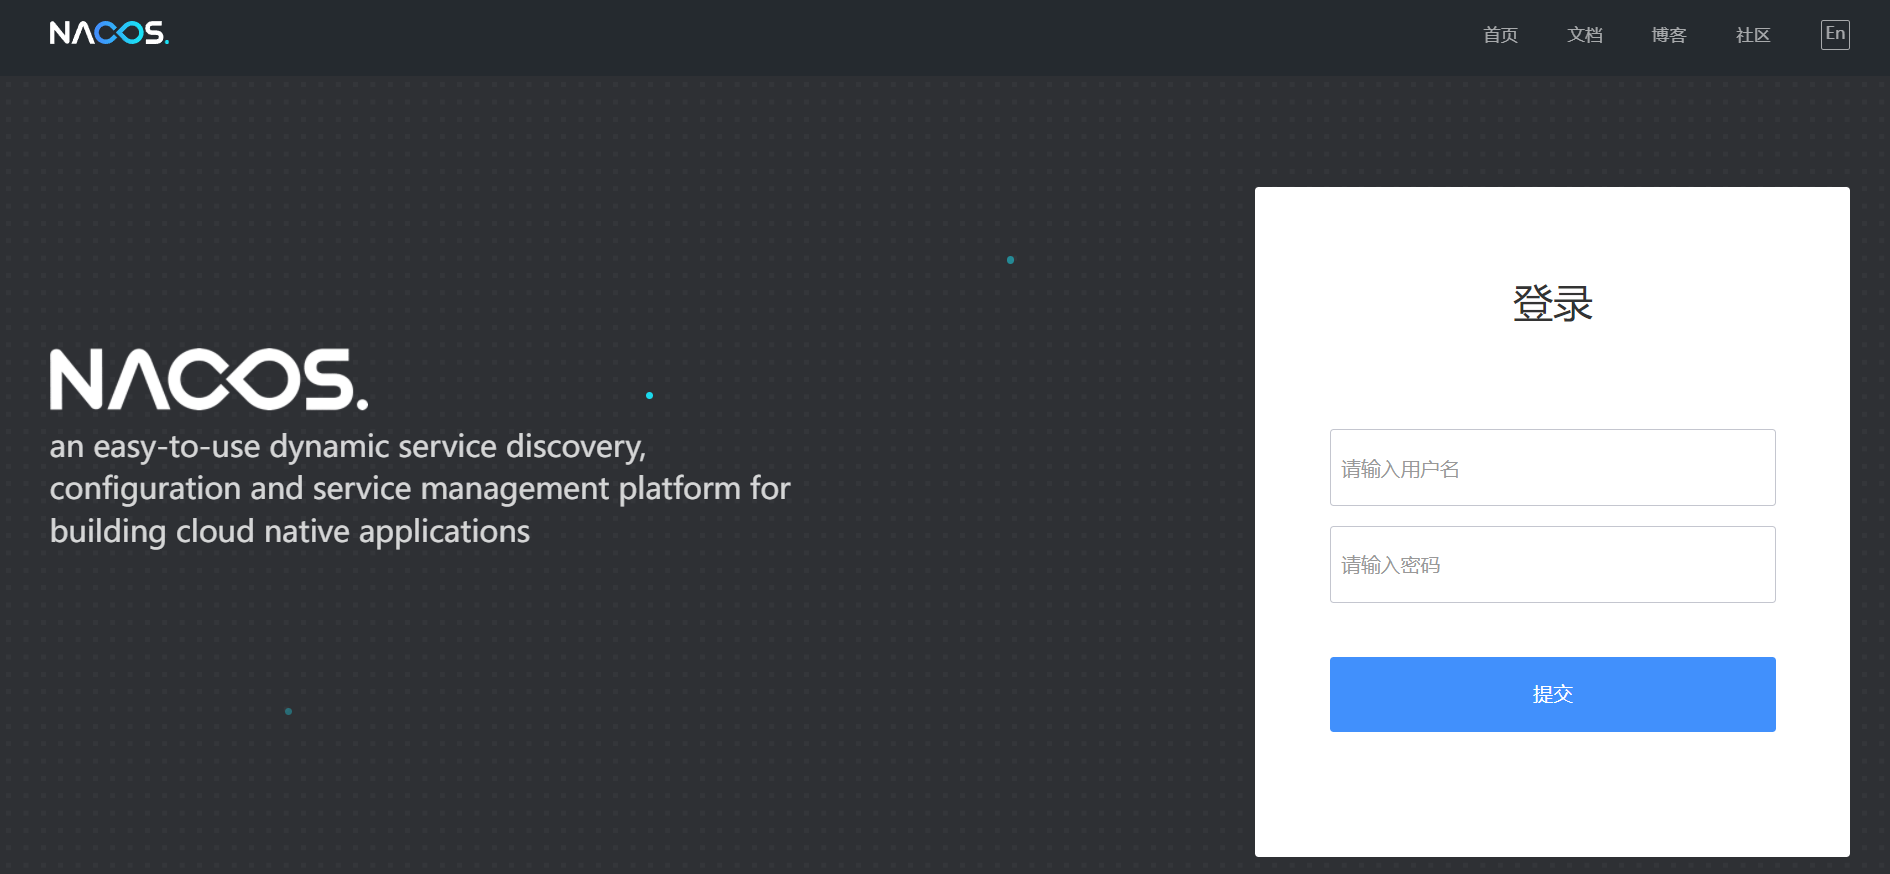 NACOS.
首页 文档 博客 社区 En
登录
NACOS.
an easy-to-use dynamic service discovery,
configuration and service management platform for
building cloud native applications
请输入用户名
请输入密码
提交